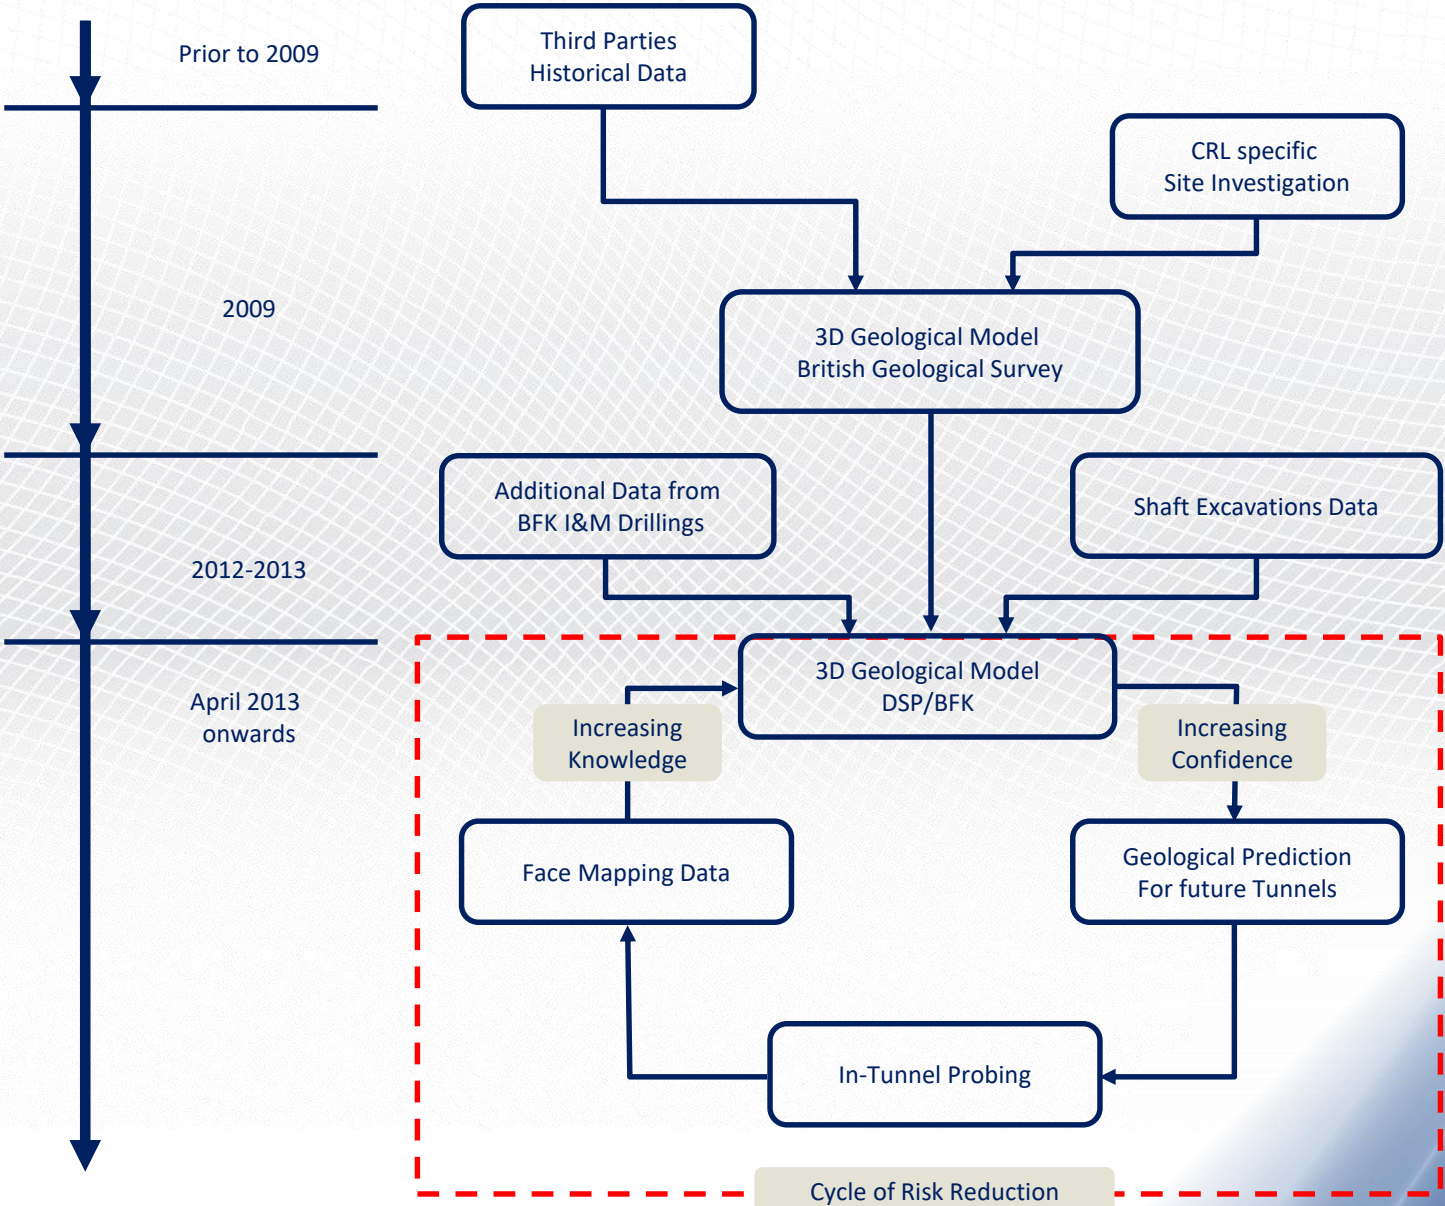 Prior to 2009
Third Parties
Historical Data
CRL specific
Site Investigation
2009
3D Geological Model
British Geological Survey
Additional Data from
BFK I&M Drillings
Shaft Excavations Data
2012-2013
3D Geological Model
DSP/BFK
April 2013
onwards
Increasing
Knowledge
Increasing
Confidence
Face Mapping Data
Geological Prediction
For future Tunnels
In-Tunnel Probing
Cycle of Risk Reduction